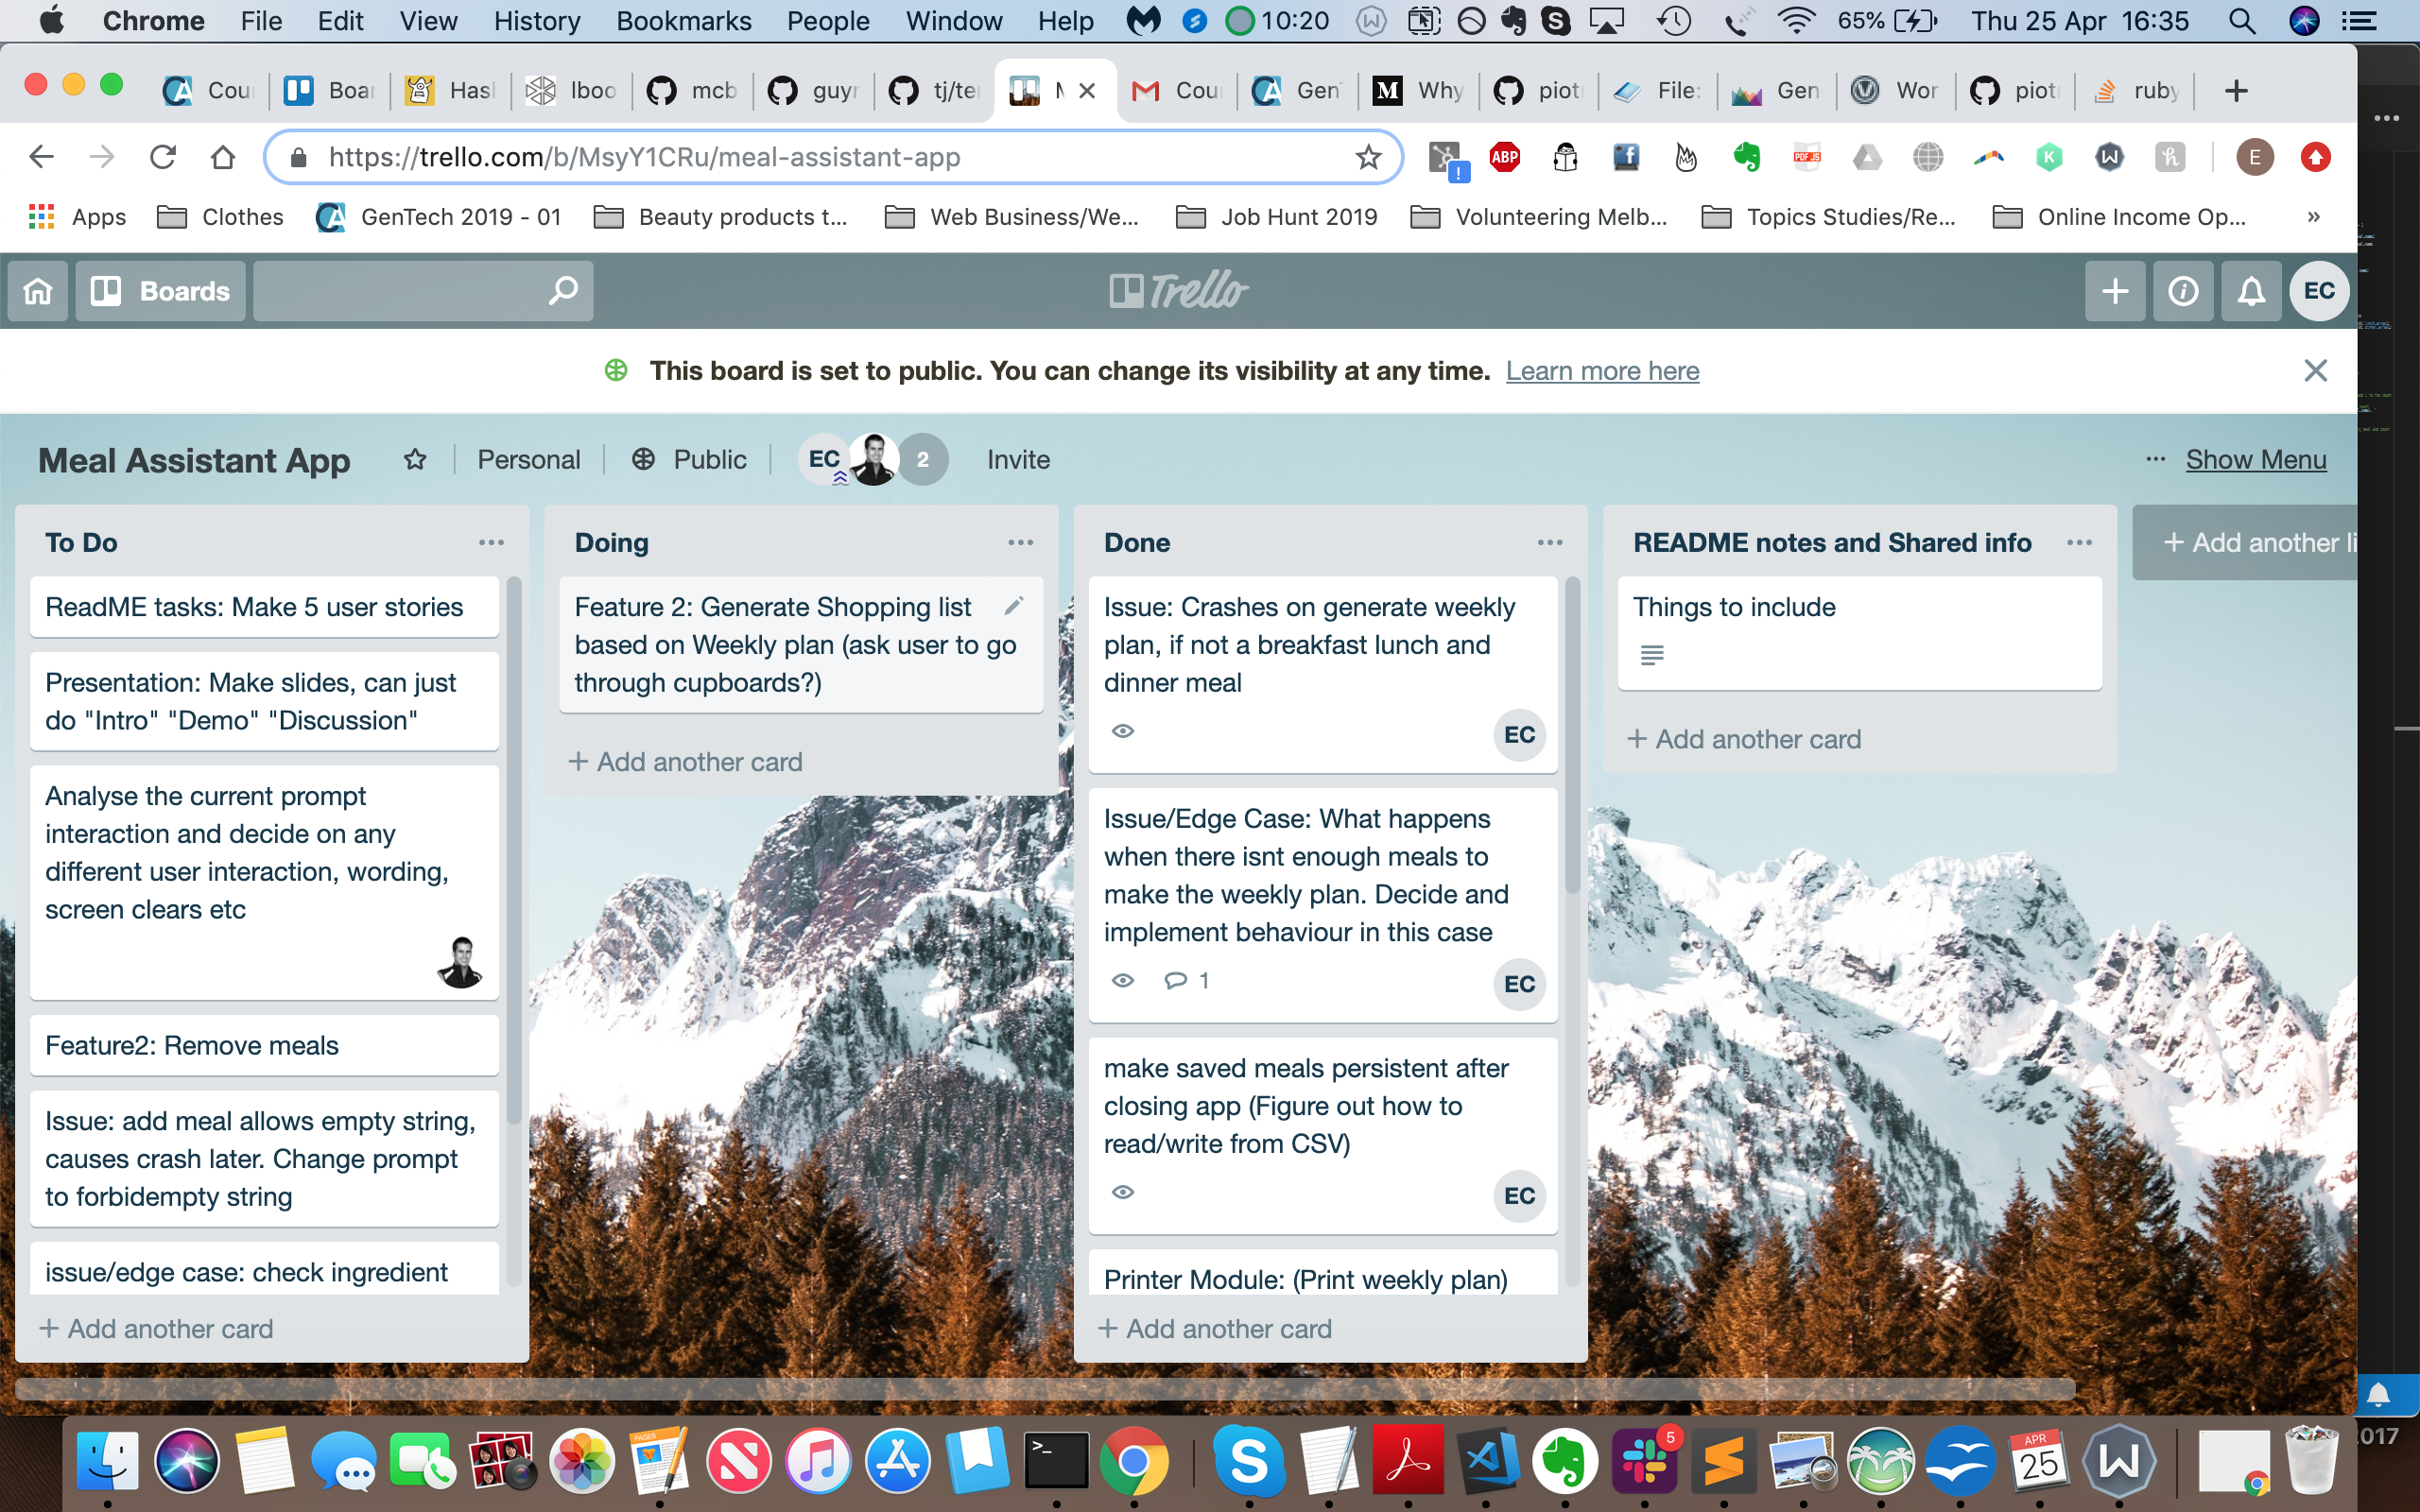 Chrome File Edit View History Bookmarks People Window Help 10:20 65% Thu 25 Apr 16:35
Cou Boar Hash lboo mcb guyr tj/te M Cou Gen Why piot File: Gen Wor piot ruby
https://trello.com/b/MsyY1CRu/meal-assistant-app
ABP PDF JS K W h E
Apps Clothes GenTech 2019 - 01 Beauty products t... Web Business/We... Job Hunt 2019 Volunteering Melb... Topics Studies/Re... Online Income Op... »
Boards Trello EC
This board is set to public. You can change its visibility at any time. Learn more here
Meal Assistant App Personal Public EC 2 Invite ... Show Menu
To Do
ReadME tasks: Make 5 user stories
Presentation: Make slides, can just
do "Intro" "Demo" "Discussion"
Analyse the current prompt
interaction and decide on any
different user interaction, wording,
screen clears etc
Feature2: Remove meals
Issue: add meal allows empty string,
causes crash later. Change prompt
to forbidempty string
issue/edge case: check ingredient
+ Add another card
Doing
Feature 2: Generate Shopping list
based on Weekly plan (ask user to go
through cupboards?)
+ Add another card
Done
Issue: Crashes on generate weekly
plan, if not a breakfast lunch and
dinner meal
EC
Issue/Edge Case: What happens
when there isnt enough meals to
make the weekly plan. Decide and
implement behaviour in this case
1 EC
make saved meals persistent after
closing app (Figure out how to
read/write from CSV)
EC
Printer Module: (Print weekly plan)
+ Add another card
README notes and Shared info
Things to include
+ Add another card
+ Add another li
PAGES 5 APR 25 2017